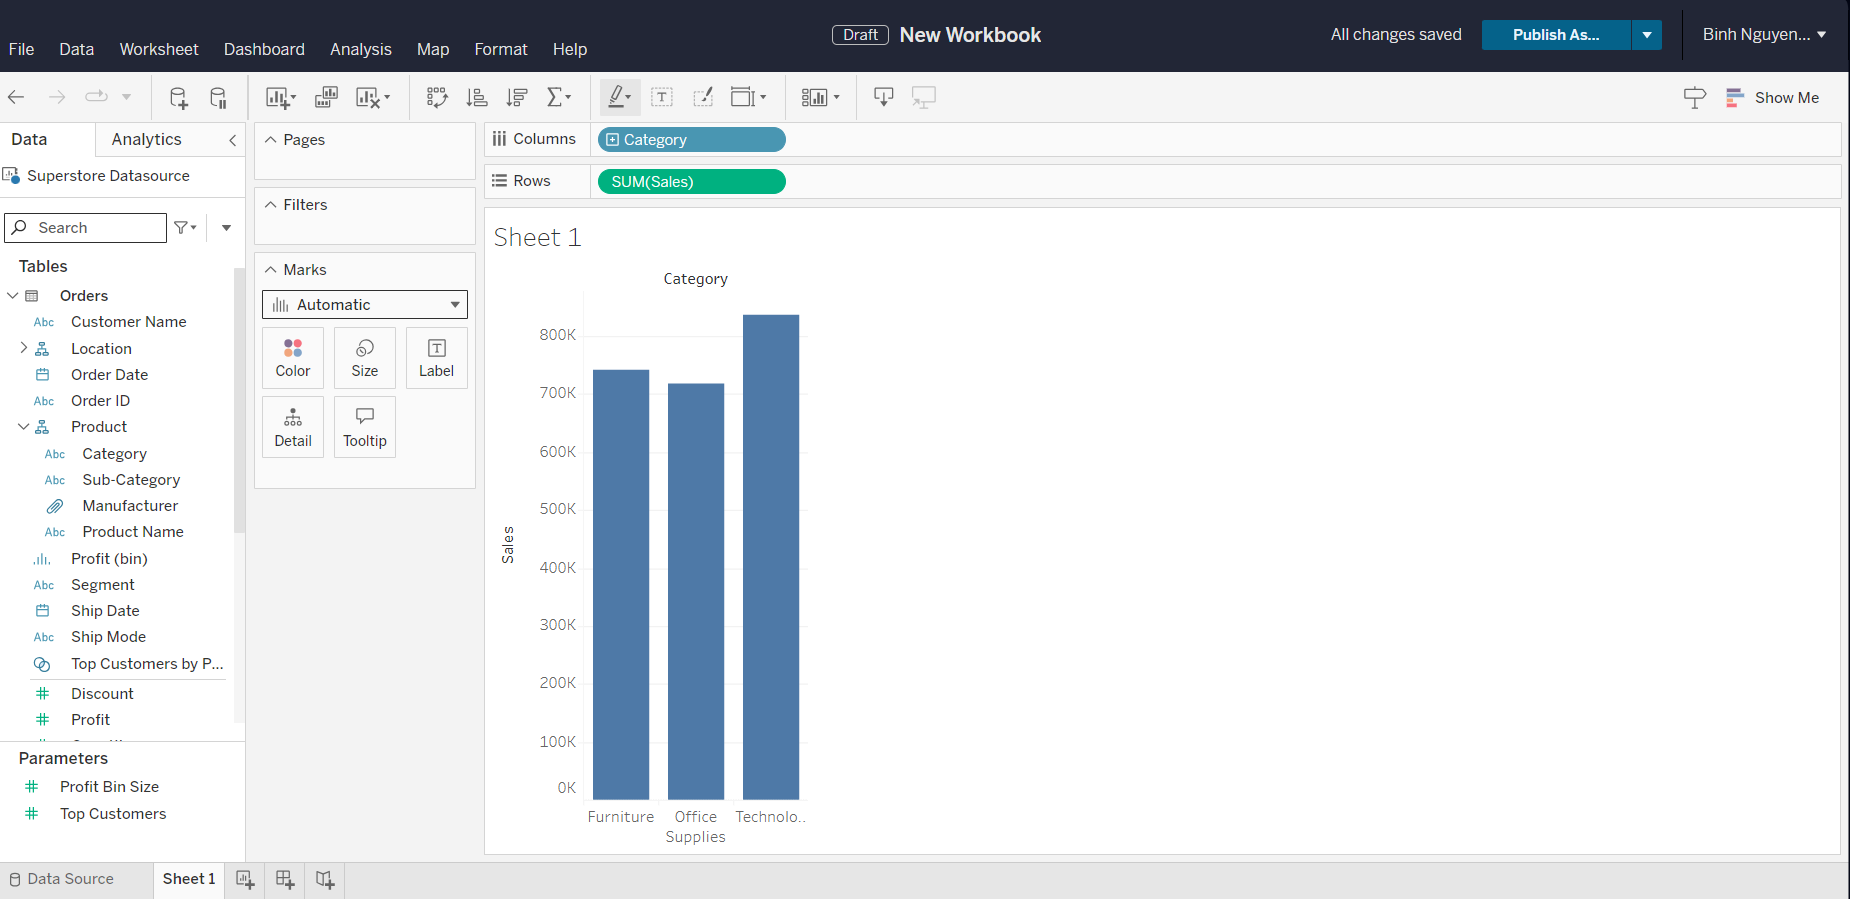 Draft New Workbook
All changes saved
Publish As...
Binh Nguyen...
File Data Worksheet Dashboard Analysis Map Format Help
Show Me
Data Analytics
Superstore Datasource
Search
Tables
Orders
Abc Customer Name
Location
Order Date
Abc Order ID
Product
Abc Category
Abc Sub-Category
Manufacturer
Abc Product Name
Profit (bin)
Abc Segment
Ship Date
Abc Ship Mode
Top Customers by P...
Discount
Profit
Parameters
Profit Bin Size
Top Customers
Pages
Filters
Marks
Automatic
Color Size Label
Detail Tooltip
Columns Category
Rows SUM(Sales)
Sheet 1
Category
Sales
800K
700K
600K
500K
400K
300K
200K
100K
0K
Furniture Office Supplies Technolo..
Data Source Sheet 1